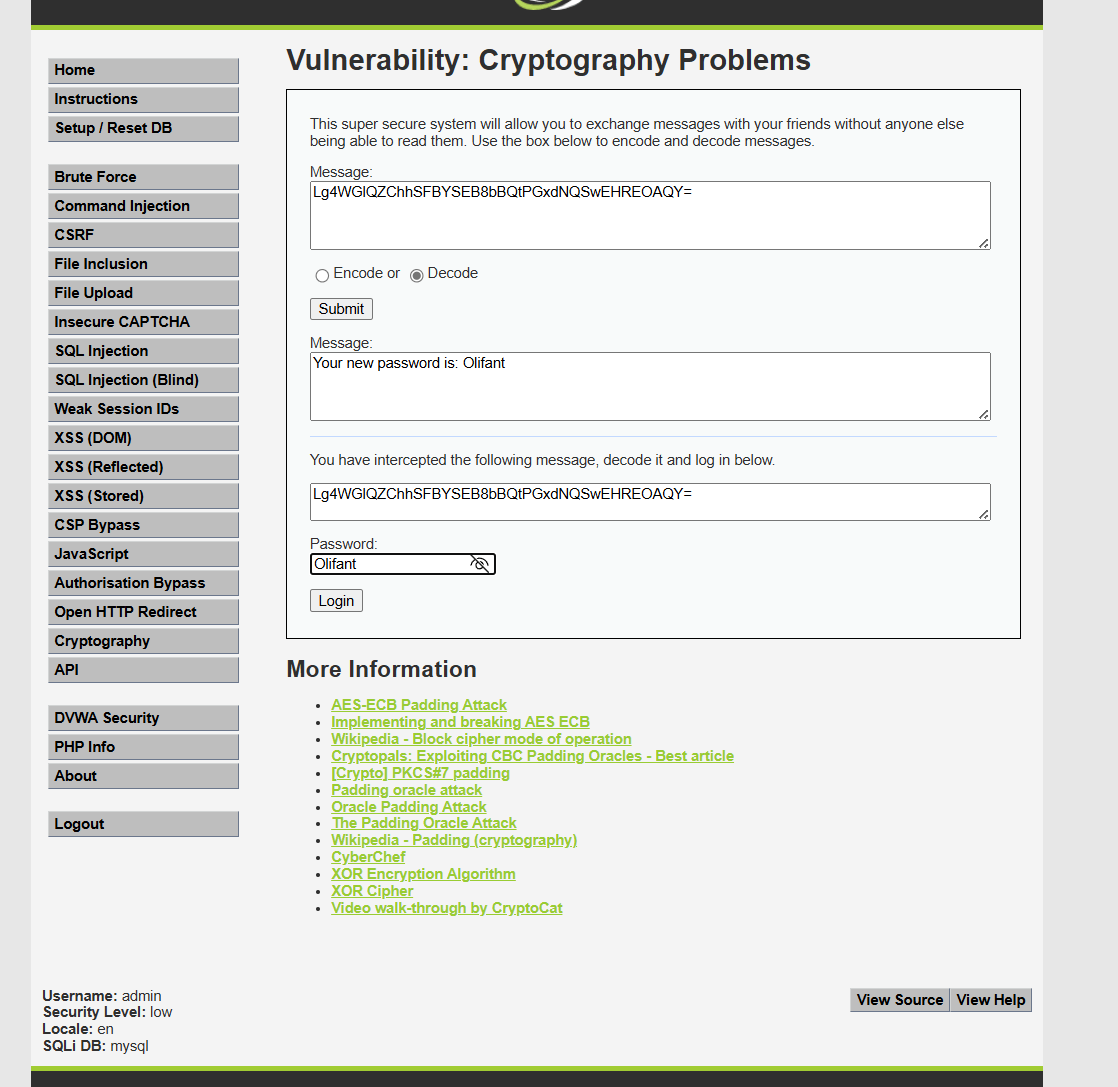 Vulnerability: Cryptography Problems
Home
Instructions
Setup / Reset DB
Brute Force
Command Injection
CSRF
File Inclusion
File Upload
Insecure CAPTCHA
SQL Injection
SQL Injection (Blind)
Weak Session IDs
XSS (DOM)
XSS (Reflected)
XSS (Stored)
CSP Bypass
JavaScript
Authorisation Bypass
Open HTTP Redirect
Cryptography
API
DVWA Security
PHP Info
About
Logout
This super secure system will allow you to exchange messages with your friends without anyone else
being able to read them. Use the box below to encode and decode messages.
Message:
Lg4WGlQZChhSFBYSEB8bBQtPGxdNQSwEHREOAQY=
Encode or Decode
Submit
Message:
Your new password is: Olifant
You have intercepted the following message, decode it and log in below.
Lg4WGlQZChhSFBYSEB8bBQtPGxdNQSwEHREOAQY=
Password:
Olifant
Login
More Information
AES-ECB Padding Attack
Implementing and breaking AES ECB
Wikipedia - Block cipher mode of operation
Cryptopals: Exploiting CBC Padding Oracles - Best article
[Crypto] PKCS#7 padding
Padding oracle attack
Oracle Padding Attack
The Padding Oracle Attack
Wikipedia - Padding (cryptography)
CyberChef
XOR Encryption Algorithm
XOR Cipher
Video walk-through by CryptoCat
Username: admin
Security Level: low
Locale: en
SQLi DB: mysql
View Source View Help